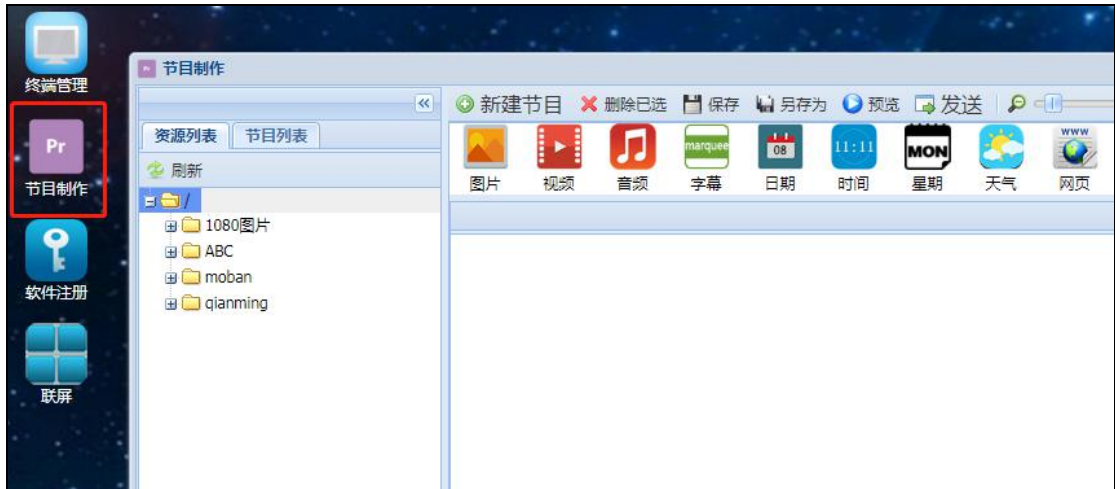 终端管理
Pr
节目制作
软件注册
联屏
节目制作
资源列表 节目列表
刷新
/
1080图片
ABC
moban
qianming
新建节目 删除已选 保存 另存为 预览 发送
marquee 08 11:11 MON WWW
图片 视频 音频 字幕 日期 时间 星期 天气 网页